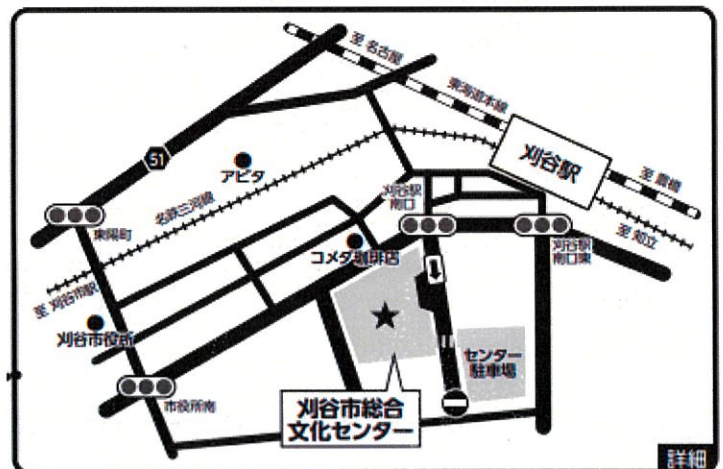 至 名古屋
東海道本線
刈谷駅
至 豊橋
51
アピタ
名鉄三河線
刈谷駅
南口
至 知立
東陽町
コメダ珈琲店
刈谷駅
南口東
至 刈谷市駅
刈谷市役所
センター
駐車場
市役所南
刈谷市総合
文化センター
詳細